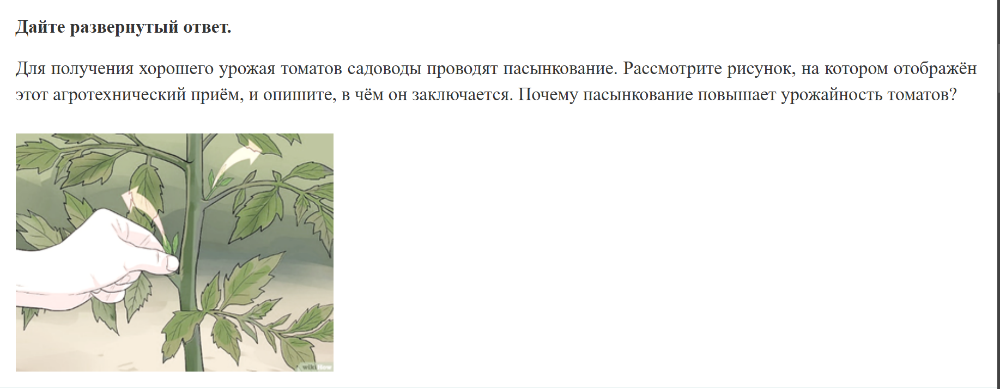 Дайте развернутый ответ.
Для получения хорошего урожая томатов садоводы проводят пасынкование. Рассмотрите рисунок, на котором отображён
этот агротехнический приём, и опишите, в чём он заключается. Почему пасынкование повышает урожайность томатов?
wikiHow